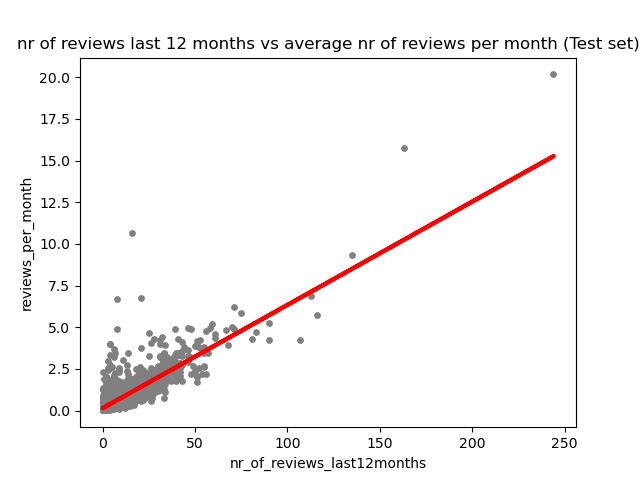 nr of reviews last 12 months vs average nr of reviews per month (Test set)
20.0
17.5
15.0
12.5
10.0
7.5
5.0
2.5
0.0
reviews_per_month
0 50 100 150 200 250
nr_of_reviews_last12months